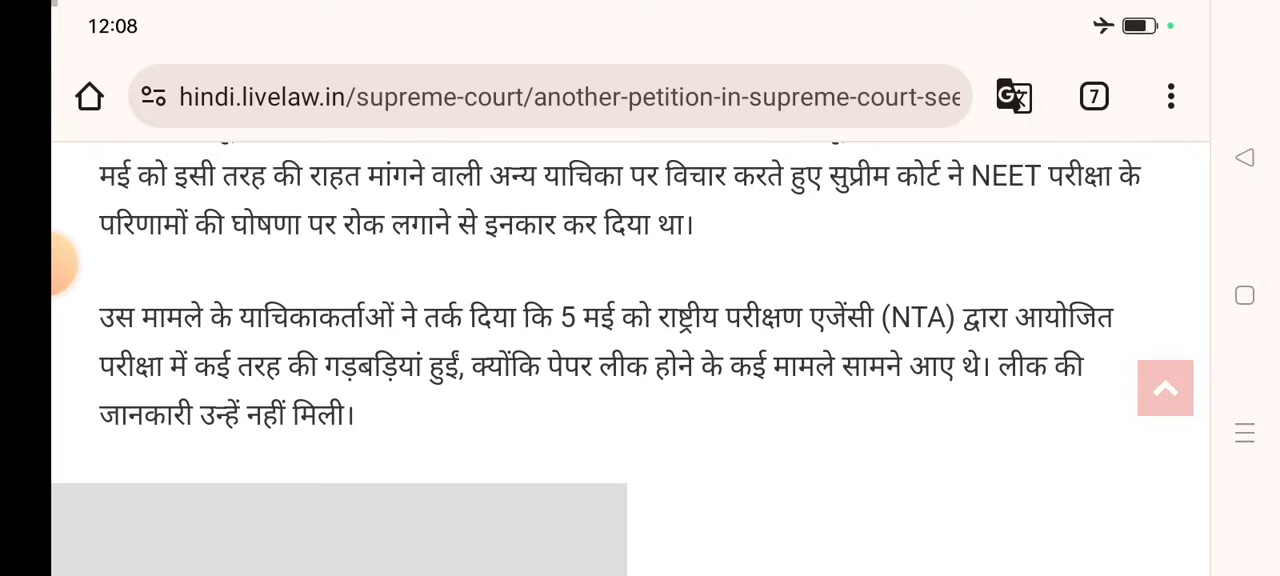 12:08
hindi.livelaw.in/supreme-court/another-petition-in-supreme-court-see
7
मई को इसी तरह की राहत मांगने वाली अन्य याचिका पर विचार करते हुए सुप्रीम कोर्ट ने NEET परीक्षा के
परिणामों की घोषणा पर रोक लगाने से इनकार कर दिया था।
उस मामले के याचिकाकर्ताओं ने तर्क दिया कि 5 मई को राष्ट्रीय परीक्षण एजेंसी (NTA) द्वारा आयोजित
परीक्षा में कई तरह की गड़बड़ियां हुईं, क्योंकि पेपर लीक होने के कई मामले सामने आए थे। लीक की
जानकारी उन्हें नहीं मिली।